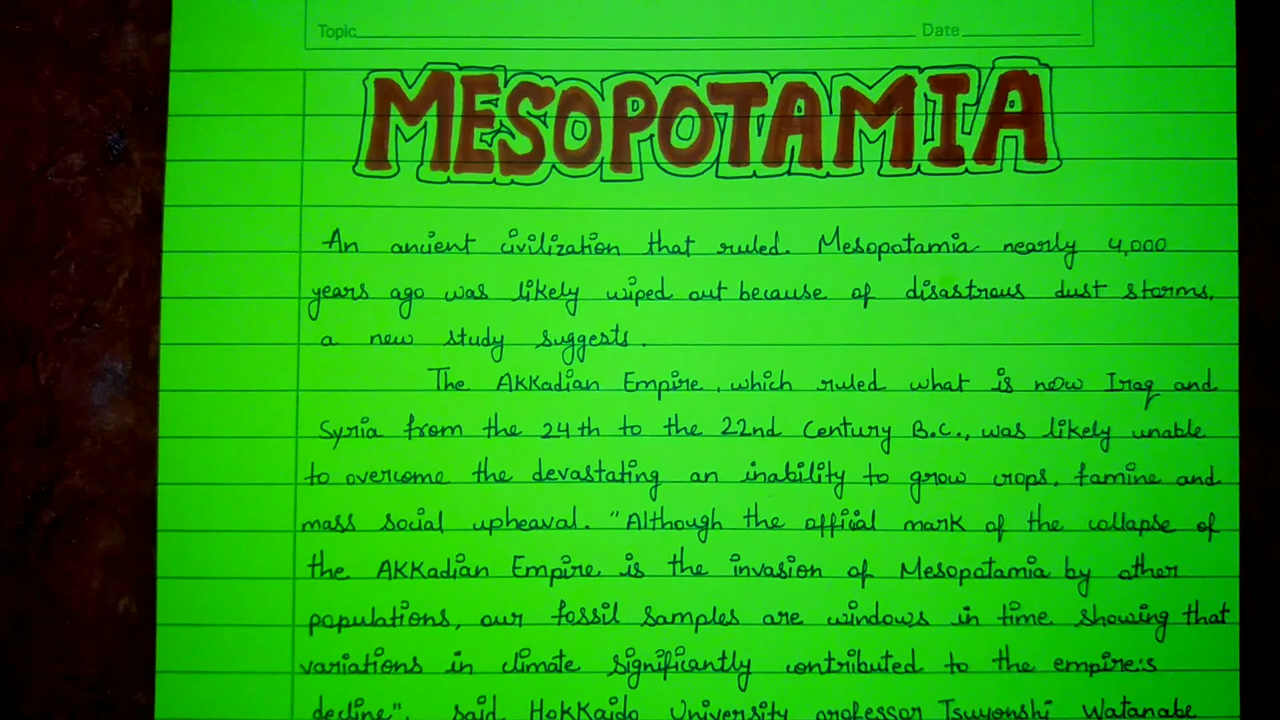 Topic Date
MESOPOTAMIA
An ancient civilization that ruled. Mesopotamia nearly 4,000
years ago was likely wiped out because of disastrous dust storms,
a new study suggests.
The Akkadian Empire, which ruled what is now Iraq and
Syria from the 24th to the 22nd Century B.C., was likely unable
to overcome the devastating an inability to grow crops, famine and
mass social upheaval. "Although the official mark of the collapse of
the Akkadian Empire is the invasion of Mesopotamia by other
populations, our fossil samples are windows in time showing that
variations in climate significantly contributed to the empire's
decline", said Hokkaido University professor Tsuyonshi Watanabe